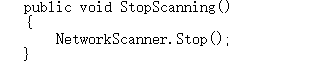 public void StopScanning()
{
    NetworkScanner.Stop();
}